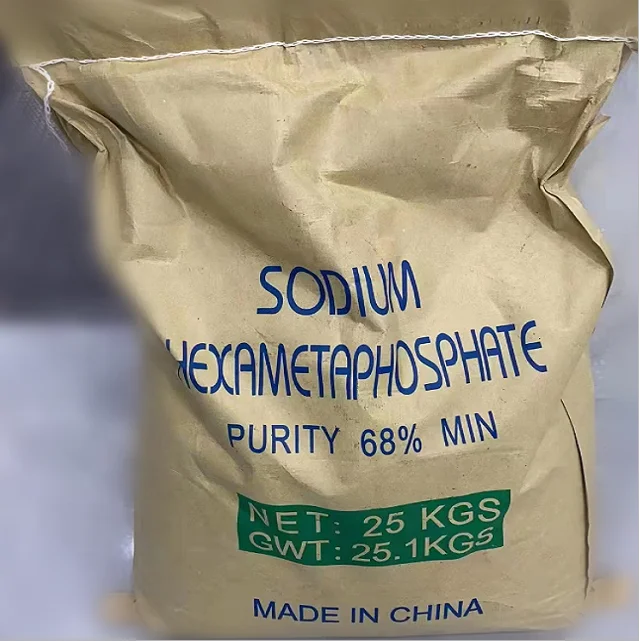 SODIUM
HEXAMETAPHOSPHATE
PURITY 68% MIN
NET: 25 KGS
GWT: 25.1KGS
MADE IN CHINA